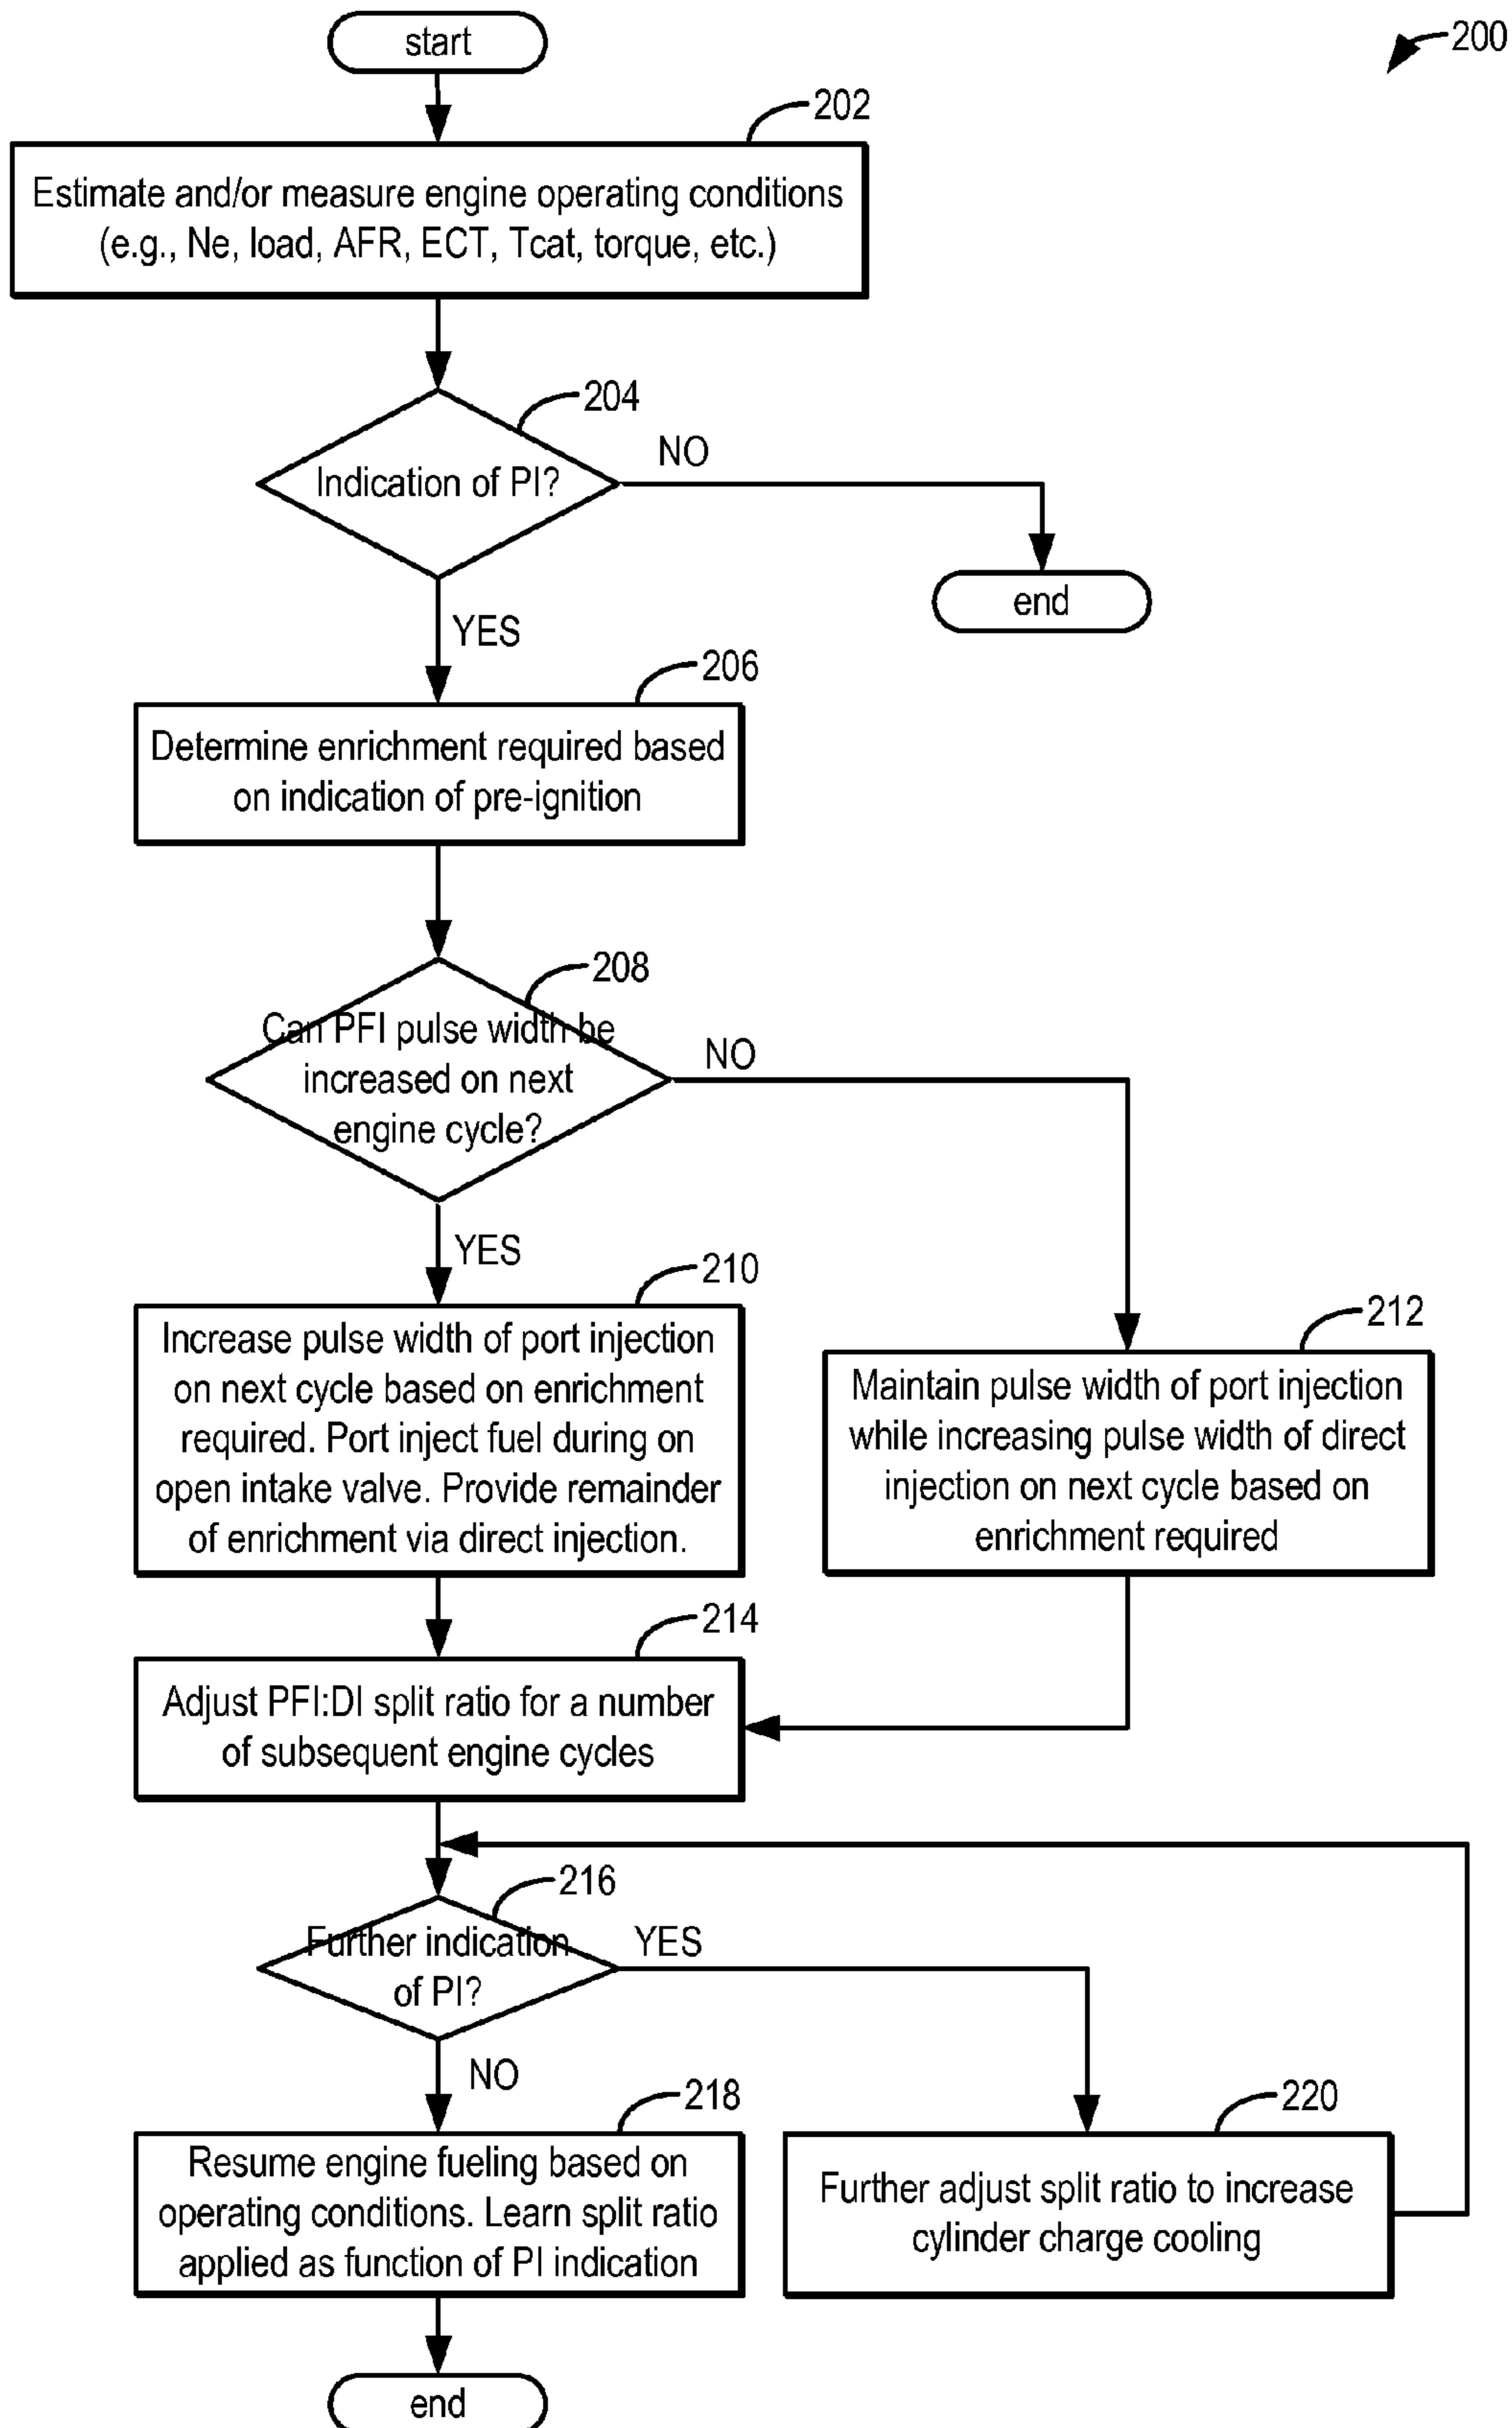 start
200
202
Estimate and/or measure engine operating conditions
(e.g., Ne, load, AFR, ECT, Tcat, torque, etc.)
204
Indication of PI?
NO
end
YES
206
Determine enrichment required based
on indication of pre-ignition
208
Can PFI pulse width be
increased on next
engine cycle?
NO
YES
210
Increase pulse width of port injection
on next cycle based on enrichment
required. Port inject fuel during on
open intake valve. Provide remainder
of enrichment via direct injection.
212
Maintain pulse width of port injection
while increasing pulse width of direct
injection on next cycle based on
enrichment required
214
Adjust PFI:DI split ratio for a number
of subsequent engine cycles
216
Further indication
of PI?
YES
NO
218
Resume engine fueling based on
operating conditions. Learn split ratio
applied as function of PI indication
220
Further adjust split ratio to increase
cylinder charge cooling
end